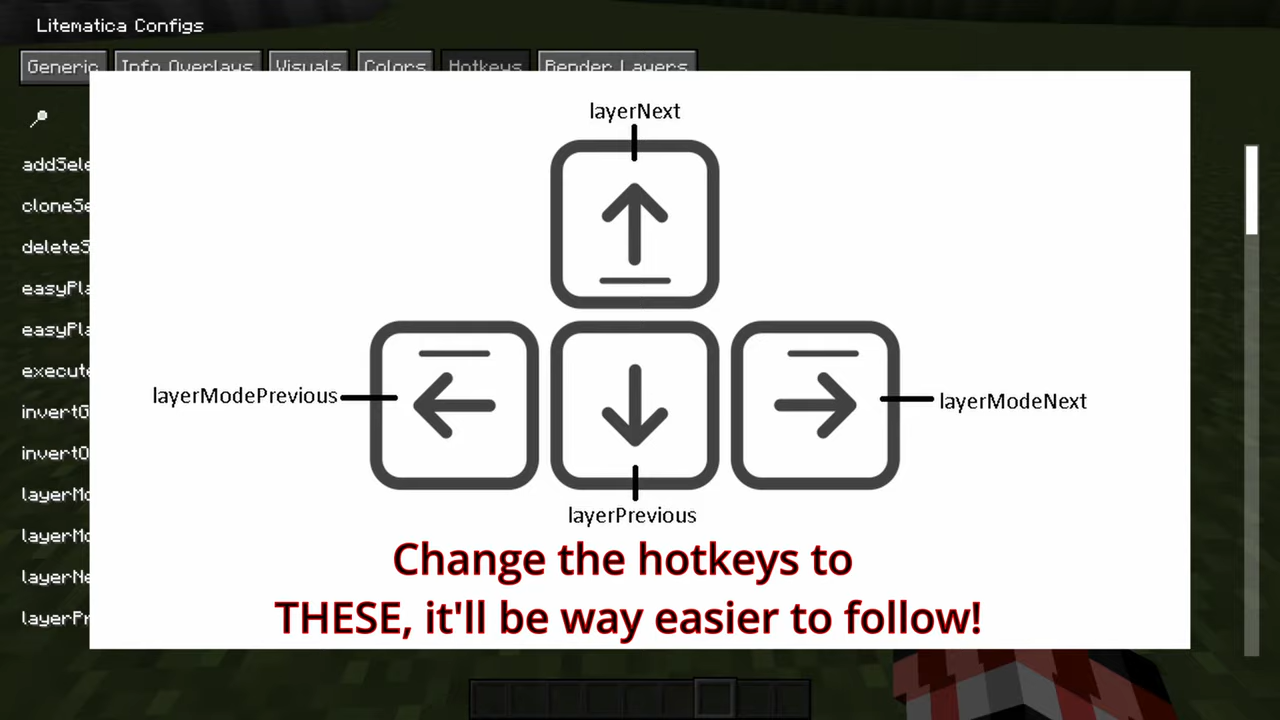 Litematica Configs
Generic Info Overlays Visuals Colors Hotkeys Render Layers
layerNext
layerModePrevious
layerModeNext
layerPrevious
Change the hotkeys to
THESE, it'll be way easier to follow!